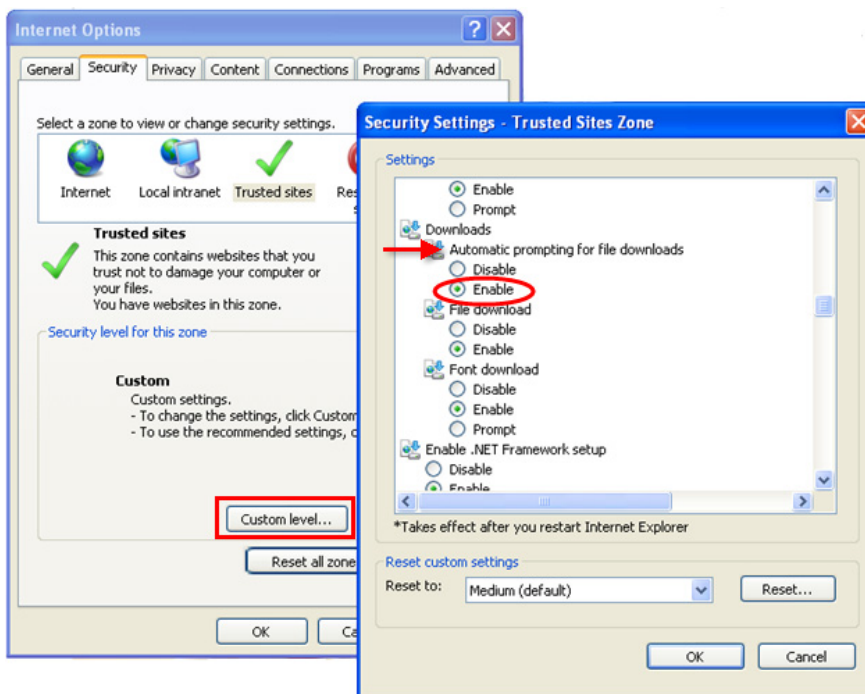 Internet Options
General Security Privacy Content Connections Programs Advanced
Select a zone to view or change security settings.
Internet Local intranet Trusted sites
Trusted sites
This zone contains websites that you
trust not to damage your computer or
your files.
You have websites in this zone.
Security level for this zone
Custom
Custom settings.
- To change the settings, click Custom
- To use the recommended settings,
Custom level...
Reset all zone
OK
Security Settings - Trusted Sites Zone
Settings
Enable
Prompt
Downloads
Automatic prompting for file downloads
Disable
Enable
File download
Disable
Enable
Font download
Disable
Enable
Prompt
Enable .NET Framework setup
Disable
Enable
*Takes effect after you restart Internet Explorer
Reset custom settings
Reset to: Medium (default) Reset...
OK Cancel